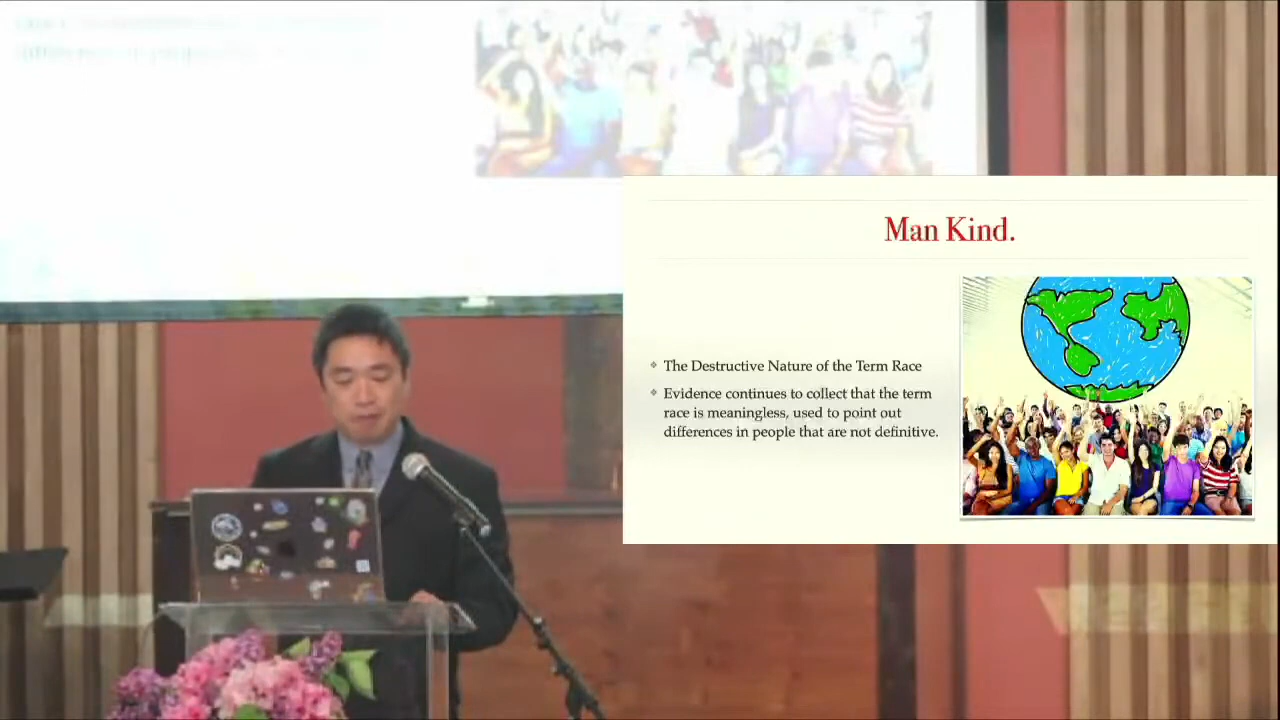 Man Kind.
The Destructive Nature of the Term Race
Evidence continues to collect that the term
race is meaningless, used to point out
differences in people that are not definitive.